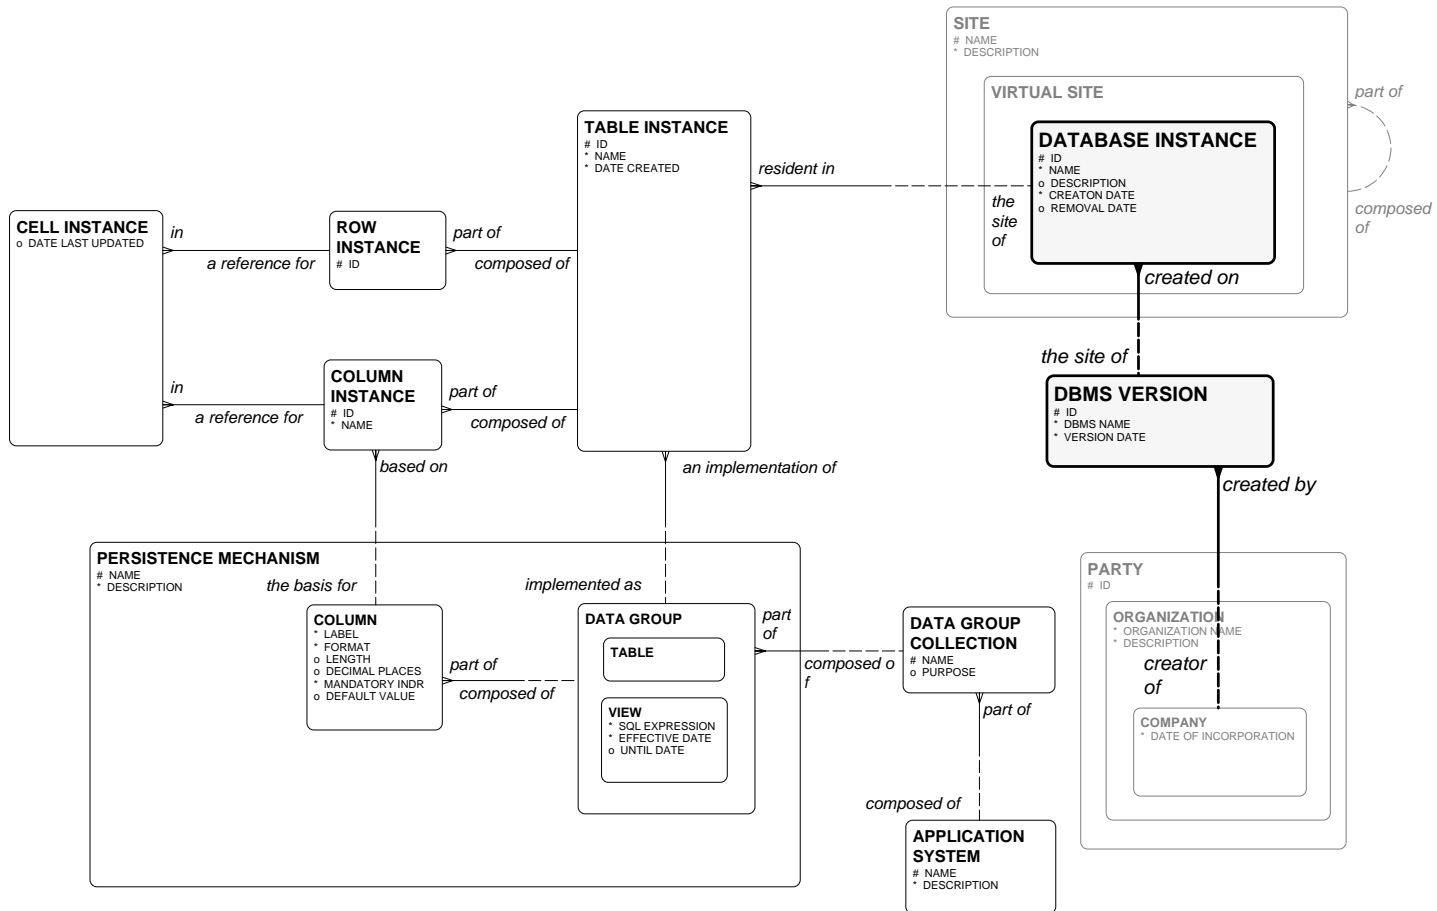 SITE
# NAME
* DESCRIPTION
part of
composed
of
VIRTUAL SITE
DATABASE INSTANCE
# ID
* NAME
o DESCRIPTION
* CREATON DATE
o REMOVAL DATE
TABLE INSTANCE
# ID
* NAME
* DATE CREATED
resident in
the
site
of
CELL INSTANCE
o DATE LAST UPDATED
in
a reference for
ROW
INSTANCE
# ID
part of
composed of
in
a reference for
COLUMN
INSTANCE
# ID
* NAME
part of
composed of
created on
the site of
DBMS VERSION
# ID
* DBMS NAME
* VERSION DATE
based on
an implementation of
created by
PERSISTENCE MECHANISM
# NAME
* DESCRIPTION
the basis for
implemented as
COLUMN
* LABEL
* FORMAT
o LENGTH
o DECIMAL PLACES
* MANDATORY INDR
o DEFAULT VALUE
part of
composed of
DATA GROUP
TABLE
VIEW
* SQL EXPRESSION
* EFFECTIVE DATE
o UNTIL DATE
part
of
composed o
f
DATA GROUP
COLLECTION
# NAME
o PURPOSE
part of
composed of
APPLICATION
SYSTEM
# NAME
* DESCRIPTION
PARTY
# ID
ORGANIZATION
* ORGANIZATION NAME
* DESCRIPTION
creator
of
COMPANY
* DATE OF INCORPORATION